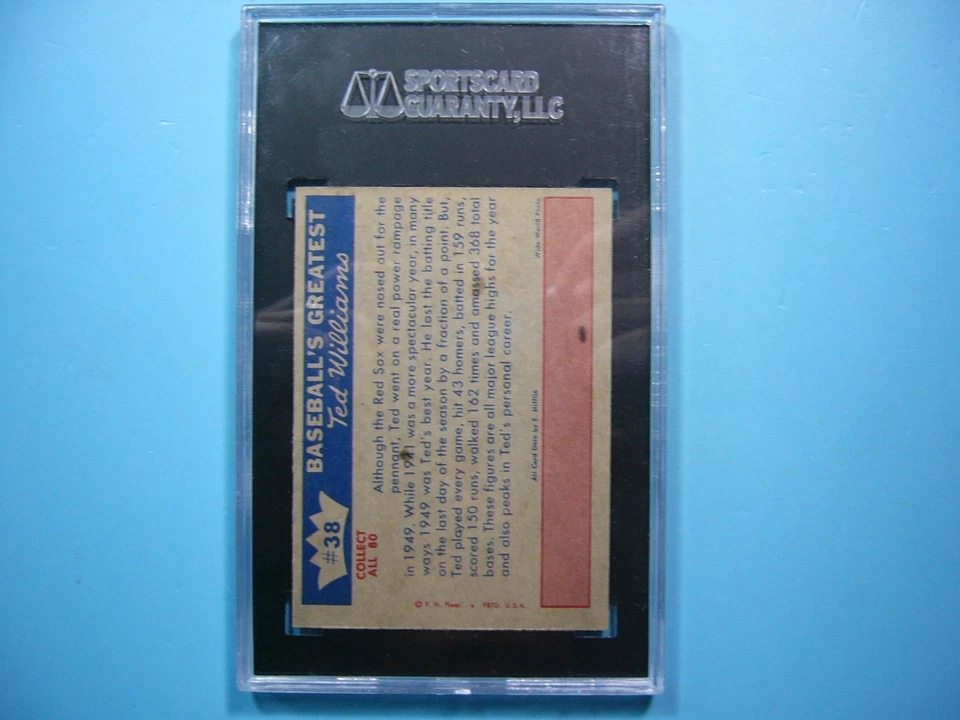 SPORTSCARD
GUARANTY, LLC
#38
BASEBALL'S GREATEST
Ted Williams
COLLECT
ALL 80
Although the Red Sox were nosed out for the
pennant, Ted went on a real power rampage
in 1949. While 1941 was a more spectacular year, in many
ways 1949 was Ted's best year. He lost the batting title
on the last day of the season by a fraction of a point. But,
Ted played every game, hit 43 homers, batted in 159 runs,
scored 150 runs, walked 162 times and amassed 368 total
bases. These figures are all major league highs for the year
and also peaks in Ted's personal career.
© F. H. Fleer • PRTD. U.S.A.
All Card Data by E. Mifflin
Wide World Photo